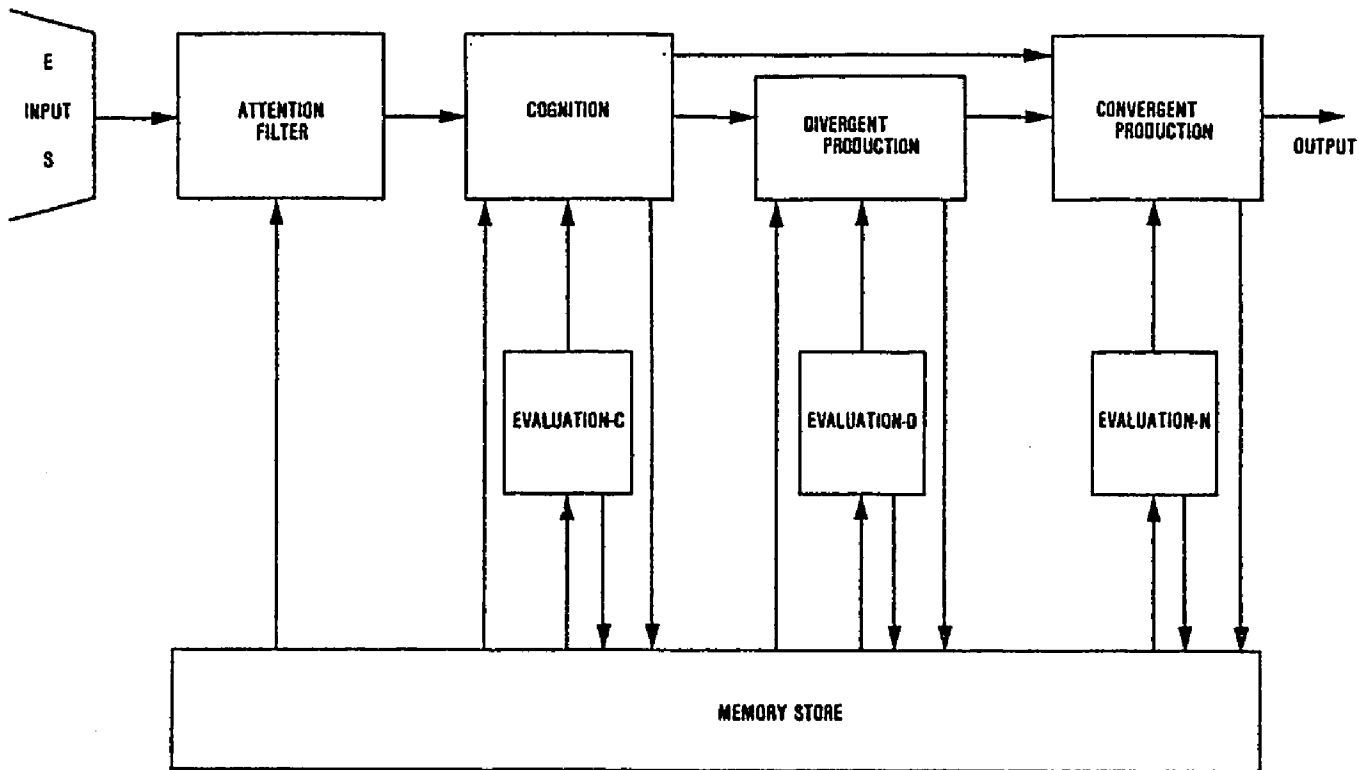 E
INPUT
S
ATTENTION
FILTER
COGNITION
DIVERGENT
PRODUCTION
CONVERGENT
PRODUCTION
OUTPUT
EVALUATION-C
EVALUATION-D
EVALUATION-N
MEMORY STORE